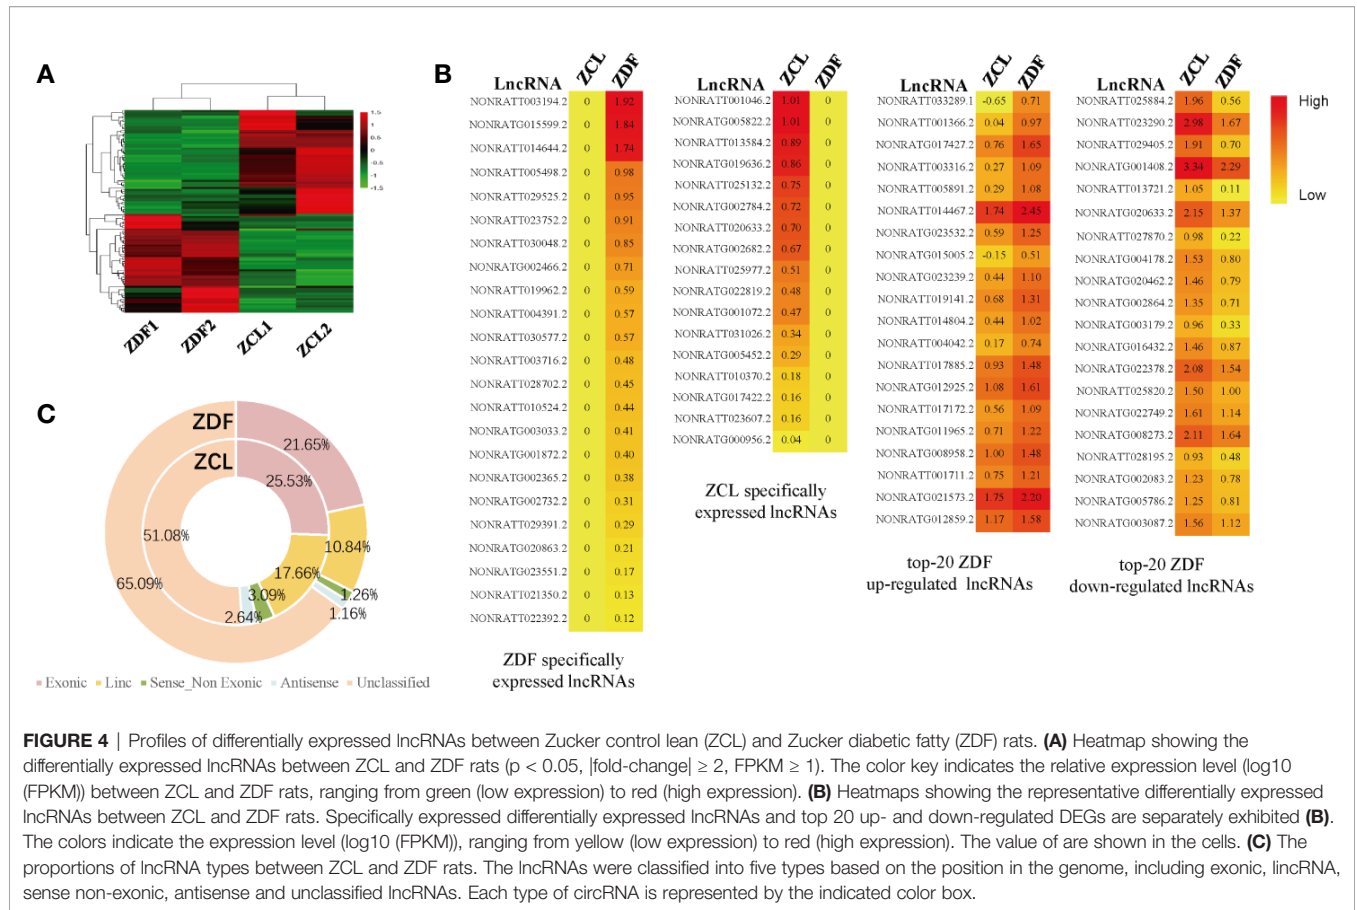 A
1.5
1
0.5
0
-0.5
-1
-1.5
ZDF1
ZDF2
ZCL1
ZCL2
B
LncRNA ZCL ZDF
NONRATT003194.2 0 1.92
NONRATG015599.2 0 1.84
NONRATT014644.2 0 1.74
NONRATT005498.2 0 0.98
NONRATT029525.2 0 0.95
NONRATG023752.2 0 0.91
NONRATT030048.2 0 0.85
NONRATG002466.2 0 0.71
NONRATT019962.2 0 0.59
NONRATT004391.2 0 0.57
NONRATT030577.2 0 0.57
NONRATT003716.2 0 0.48
NONRATT028702.2 0 0.45
NONRATT010524.2 0 0.44
NONRATG003033.2 0 0.41
NONRATG001872.2 0 0.40
NONRATG002365.2 0 0.38
NONRATG002732.2 0 0.31
NONRATT029391.2 0 0.29
NONRATG020863.2 0 0.21
NONRATG023551.2 0 0.17
NONRATT021350.2 0 0.13
NONRATT022392.2 0 0.12
ZDF specifically
expressed lncRNAs
LncRNA ZCL ZDF
NONRATT001046.2 1.01 0
NONRATG005822.2 1.01 0
NONRATT013584.2 0.89 0
NONRATG019636.2 0.86 0
NONRATT025132.2 0.75 0
NONRATG002784.2 0.72 0
NONRATT020633.2 0.70 0
NONRATG002682.2 0.67 0
NONRATT025977.2 0.51 0
NONRATG022819.2 0.48 0
NONRATG001072.2 0.47 0
NONRATT031026.2 0.34 0
NONRATG005452.2 0.29 0
NONRATT010370.2 0.18 0
NONRATG017422.2 0.16 0
NONRATT023607.2 0.16 0
NONRATG000956.2 0.04 0
ZCL specifically
expressed lncRNAs
LncRNA ZCL ZDF
NONRATT033289.1 -0.65 0.71
NONRATT001366.2 0.04 0.97
NONRATG017427.2 0.76 1.65
NONRATT003316.2 0.27 1.09
NONRATT005891.2 0.29 1.08
NONRATT014467.2 1.74 2.45
NONRATG023532.2 0.59 1.25
NONRATG015005.2 -0.15 0.51
NONRATG023239.2 0.44 1.10
NONRATT019141.2 0.68 1.31
NONRATT014804.2 0.44 1.02
NONRATT004042.2 0.17 0.74
NONRATT017885.2 0.93 1.48
NONRATG012925.2 1.08 1.61
NONRATT017172.2 0.56 1.09
NONRATG011965.2 0.71 1.22
NONRATG008958.2 1.00 1.48
NONRATT001711.2 0.75 1.21
NONRATG021573.2 1.75 2.20
NONRATG012859.2 1.17 1.58
top-20 ZDF
up-regulated lncRNAs
LncRNA ZCL ZDF
NONRATT025884.2 1.96 0.56
NONRATT023290.2 2.98 1.67
NONRATT029405.2 1.91 0.70
NONRATG001408.2 3.34 2.29
NONRATT013721.2 1.05 0.11
NONRATG020633.2 2.15 1.37
NONRATT027870.2 0.98 0.22
NONRATG004178.2 1.53 0.80
NONRATG020462.2 1.46 0.79
NONRATG002864.2 1.35 0.71
NONRATG003179.2 0.96 0.33
NONRATG016432.2 1.46 0.87
NONRATG022378.2 2.08 1.54
NONRATT025820.2 1.50 1.00
NONRATG022749.2 1.61 1.14
NONRATG008273.2 2.11 1.64
NONRATT028195.2 0.93 0.48
NONRATG002083.2 1.23 0.78
NONRATG005786.2 1.25 0.81
NONRATG003087.2 1.56 1.12
top-20 ZDF
down-regulated lncRNAs
High
Low
C
ZDF
ZCL
21.65%
25.53%
10.84%
17.66%
1.26%
3.09%
1.16%
2.64%
51.08%
65.09%
Exonic Linc Sense_Non Exonic Antisense Unclassified
FIGURE 4 | Profiles of differentially expressed lncRNAs between Zucker control lean (ZCL) and Zucker diabetic fatty (ZDF) rats. (A) Heatmap showing the
differentially expressed lncRNAs between ZCL and ZDF rats (p < 0.05, |fold-change| ≥ 2, FPKM ≥ 1). The color key indicates the relative expression level (log10
(FPKM)) between ZCL and ZDF rats, ranging from green (low expression) to red (high expression). (B) Heatmaps showing the representative differentially expressed
lncRNAs between ZCL and ZDF rats. Specifically expressed differentially expressed lncRNAs and top 20 up- and down-regulated DEGs are separately exhibited (B).
The colors indicate the expression level (log10 (FPKM)), ranging from yellow (low expression) to red (high expression). The value of are shown in the cells. (C) The
proportions of lncRNA types between ZCL and ZDF rats. The lncRNAs were classified into five types based on the position in the genome, including exonic, lincRNA,
sense non-exonic, antisense and unclassified lncRNAs. Each type of circRNA is represented by the indicated color box.